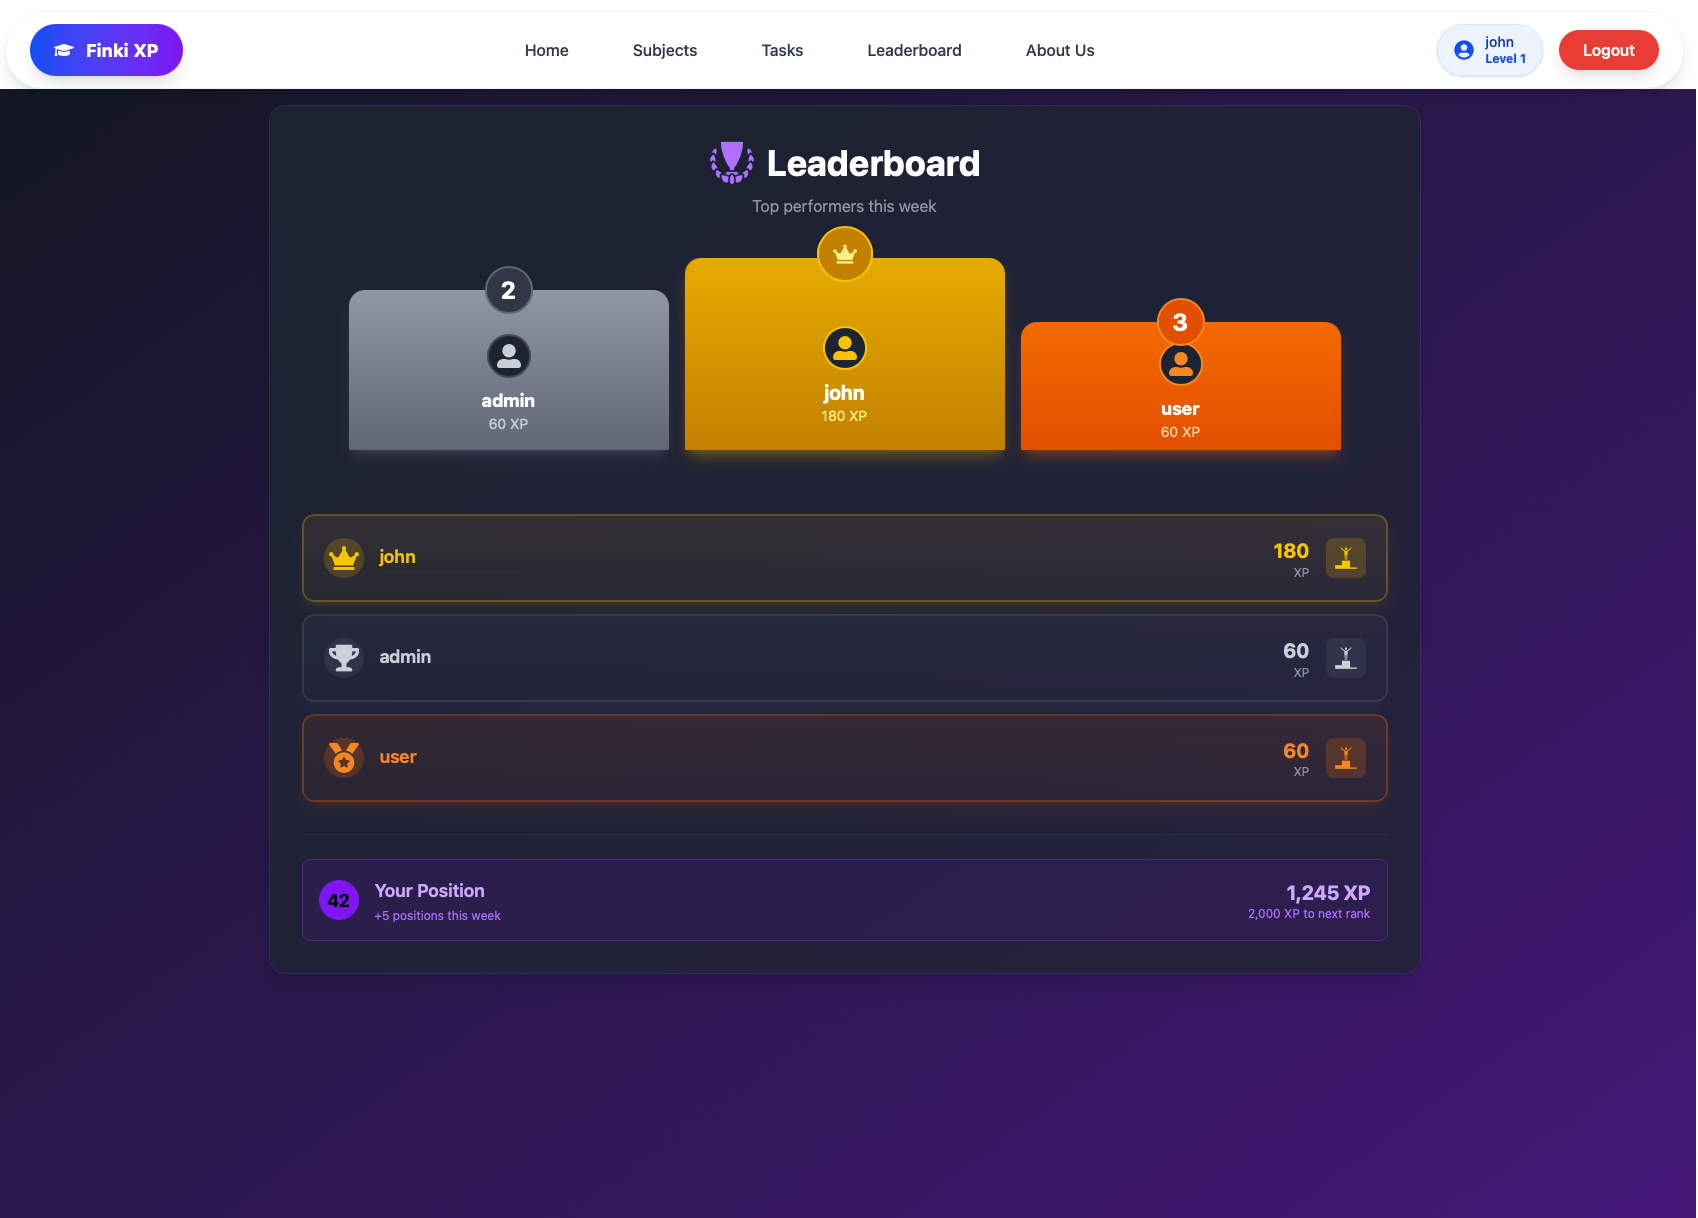 Finki XP
Home
Subjects
Tasks
Leaderboard
About Us
john
Level 1
Logout
Leaderboard
Top performers this week
2
admin
60 XP
john
180 XP
3
user
60 XP
john
180
XP
admin
60
XP
user
60
XP
42
Your Position
+5 positions this week
1,245 XP
2,000 XP to next rank